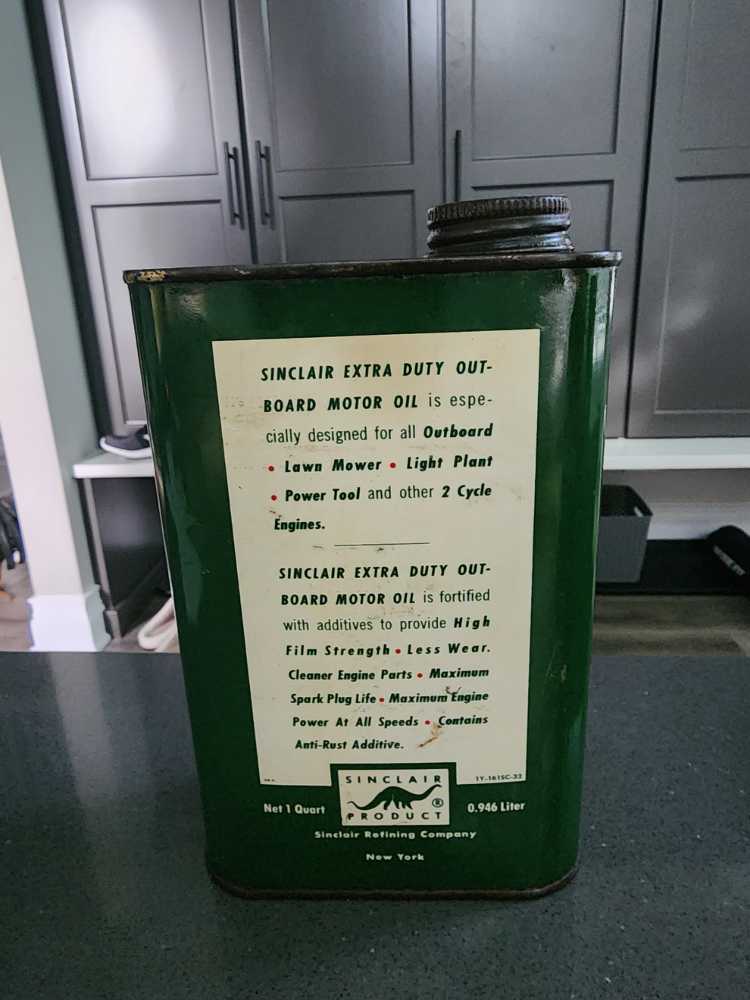 SINCLAIR EXTRA DUTY OUT-
BOARD MOTOR OIL is espe-
cially designed for all Outboard
• Lawn Mower • Light Plant
• Power Tool and other 2 Cycle
Engines.
SINCLAIR EXTRA DUTY OUT-
BOARD MOTOR OIL is fortified
with additives to provide High
Film Strength • Less Wear.
Cleaner Engine Parts • Maximum
Spark Plug Life • Maximum Engine
Power At All Speeds • Contains
Anti-Rust Additive.
1Y-1615C-32
SINCLAIR
®
PRODUCT
Net 1 Quart 0.946 Liter
Sinclair Refining Company
New York